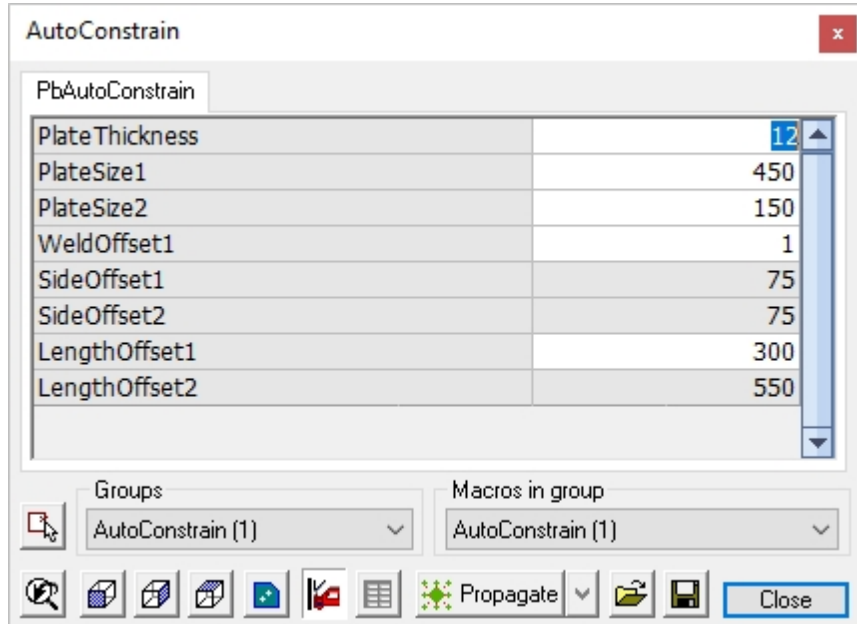 AutoConstrain
x
PbAutoConstrain
PlateThickness 12
PlateSize1 450
PlateSize2 150
WeldOffset1 1
SideOffset1 75
SideOffset2 75
LengthOffset1 300
LengthOffset2 550
Groups
AutoConstrain (1)
Macros in group
AutoConstrain (1)
Propagate
Close